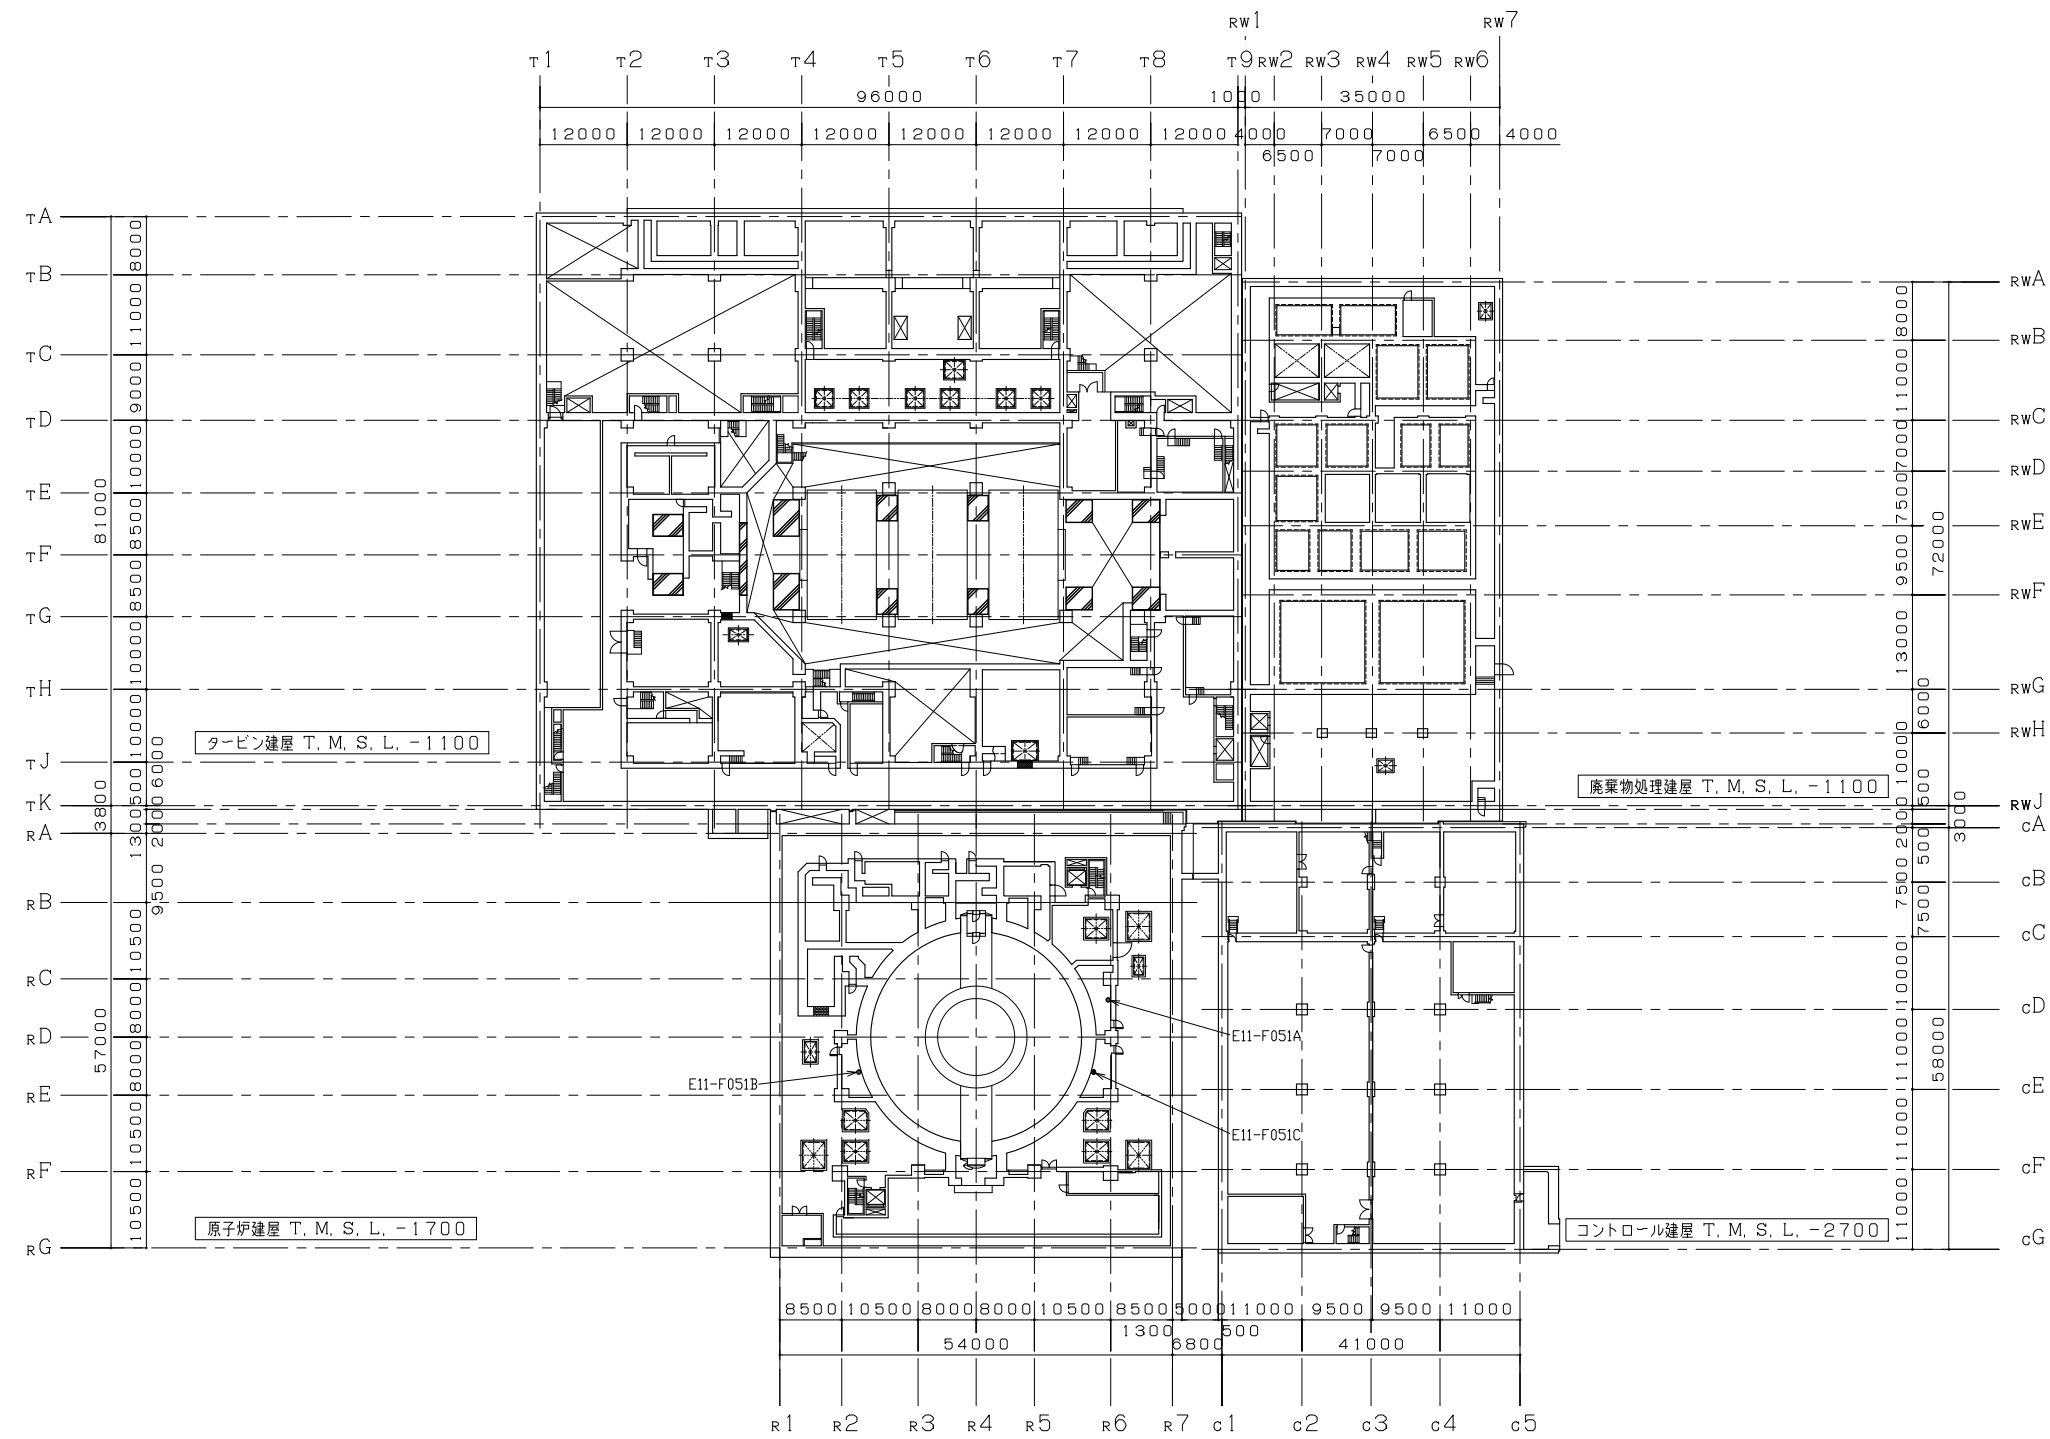 RW1 RW7
T1 T2 T3 T4 T5 T6 T7 T8 T9 RW2 RW3 RW4 RW5 RW6
96000 1000 35000
12000 12000 12000 12000 12000 12000 12000 12000 4000 7000 6500 4000
6500 7000
TA
TB
TC
TD
TE
TF
TG
TH
TJ
TK
RA
RB
RC
RD
RE
RF
RG
8000
11000
9000
10000
8500
8500
10000
10000
6000
500
1300
2000
9500
10500
8000
8000
10500
10500
81000
3800
57000
RWA
RWB
RWC
RWD
RWE
RWF
RWG
RWH
RWJ
CA
CB
CC
CD
CE
CF
CG
8000
11000
7000
7500
9500
13000
6000
10000
500
2000
500
7500
7500
10000
11000
11000
11000
72000
3000
58000
タービン建屋 T. M. S. L. -1100
廃棄物処理建屋 T. M. S. L. -1100
E11-F051A
E11-F051B
E11-F051C
原子炉建屋 T. M. S. L. -1700
コントロール建屋 T. M. S. L. -2700
8500 10500 8000 8000 10500 8500 5000 11000 9500 9500 11000
1300 500
54000 6800 41000
R1 R2 R3 R4 R5 R6 R7 C1 C2 C3 C4 C5